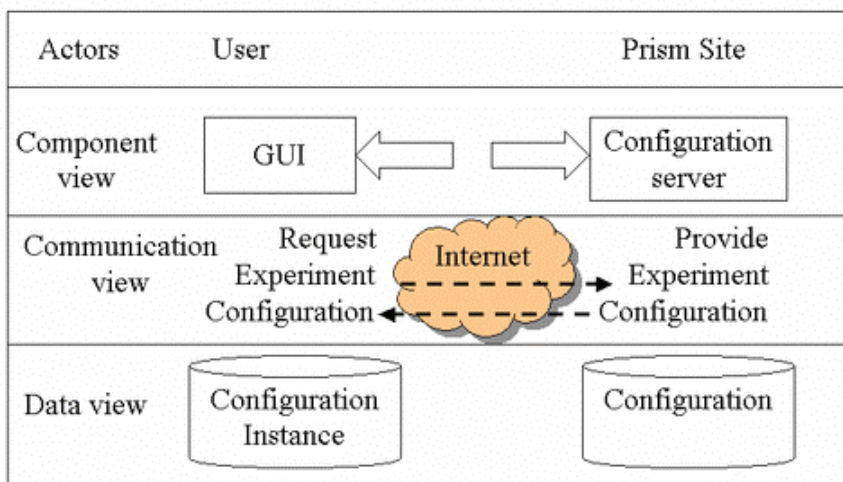 Actors User Prism Site
Component view
GUI
Configuration server
Communication view
Request Experiment Configuration
Internet
Provide Experiment Configuration
Data view
Configuration Instance
Configuration